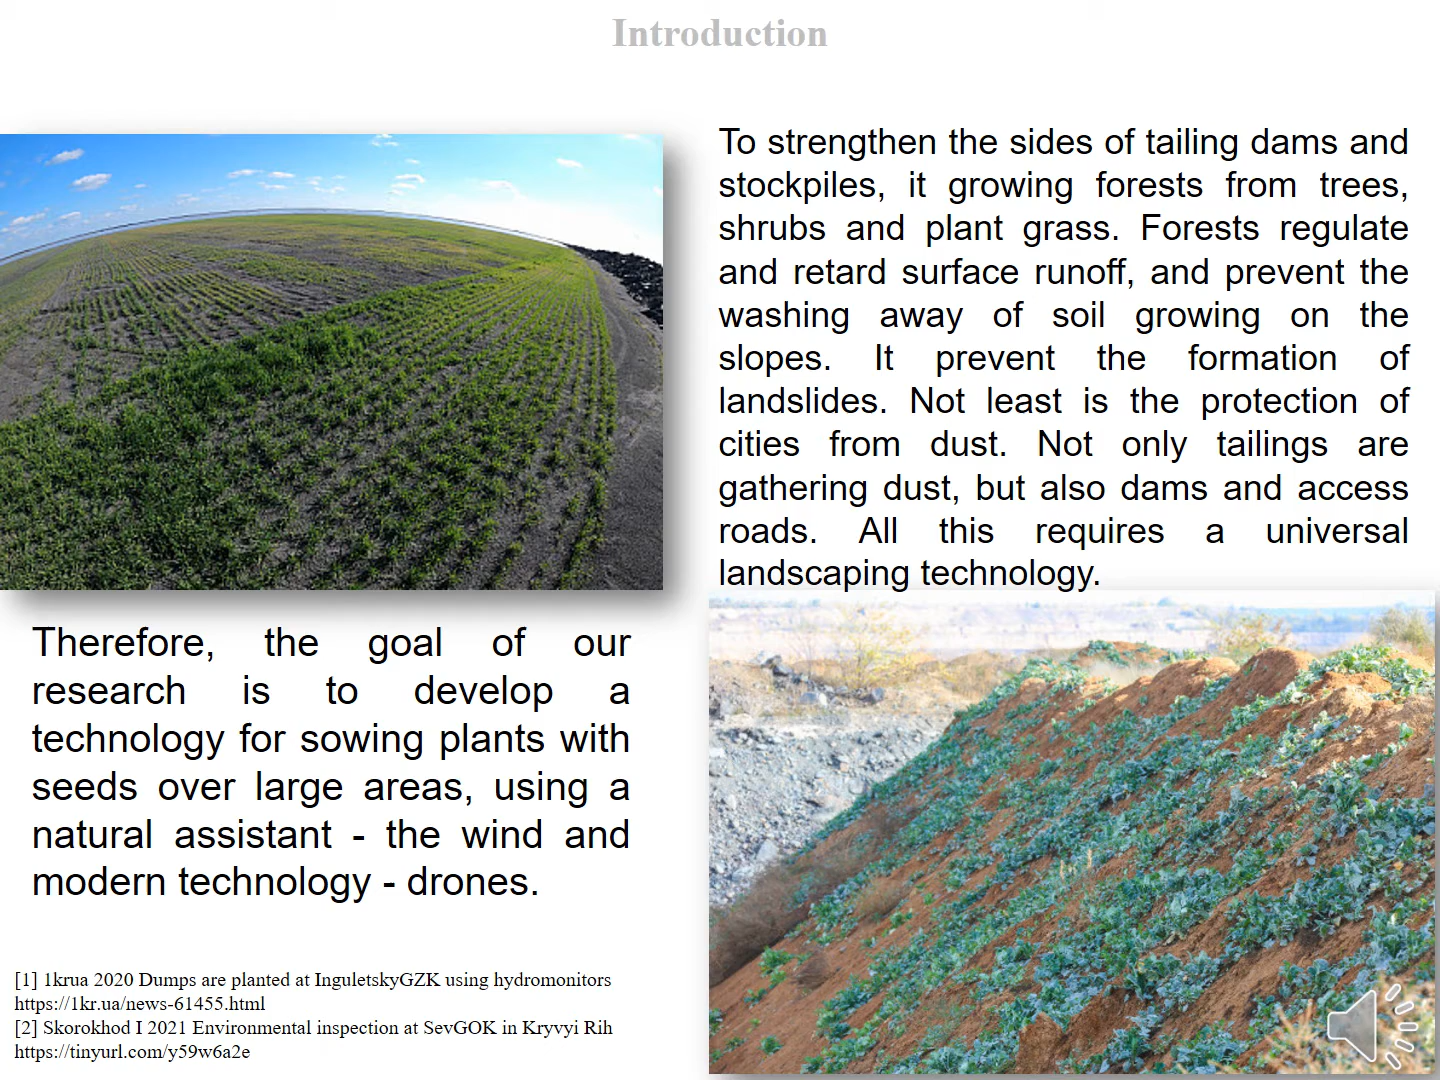 Introduction
To strengthen the sides of tailing dams and
stockpiles, it growing forests from trees,
shrubs and plant grass. Forests regulate
and retard surface runoff, and prevent the
washing away of soil growing on the
slopes. It prevent the formation of
landslides. Not least is the protection of
cities from dust. Not only tailings are
gathering dust, but also dams and access
roads. All this requires a universal
landscaping technology.
Therefore, the goal of our
research is to develop a
technology for sowing plants with
seeds over large areas, using a
natural assistant - the wind and
modern technology - drones.
[1] 1krua 2020 Dumps are planted at InguletskyGZK using hydromonitors
https://1kr.ua/news-61455.html
[2] Skorokhod I 2021 Environmental inspection at SevGOK in Kryvyi Rih
https://tinyurl.com/y59w6a2e